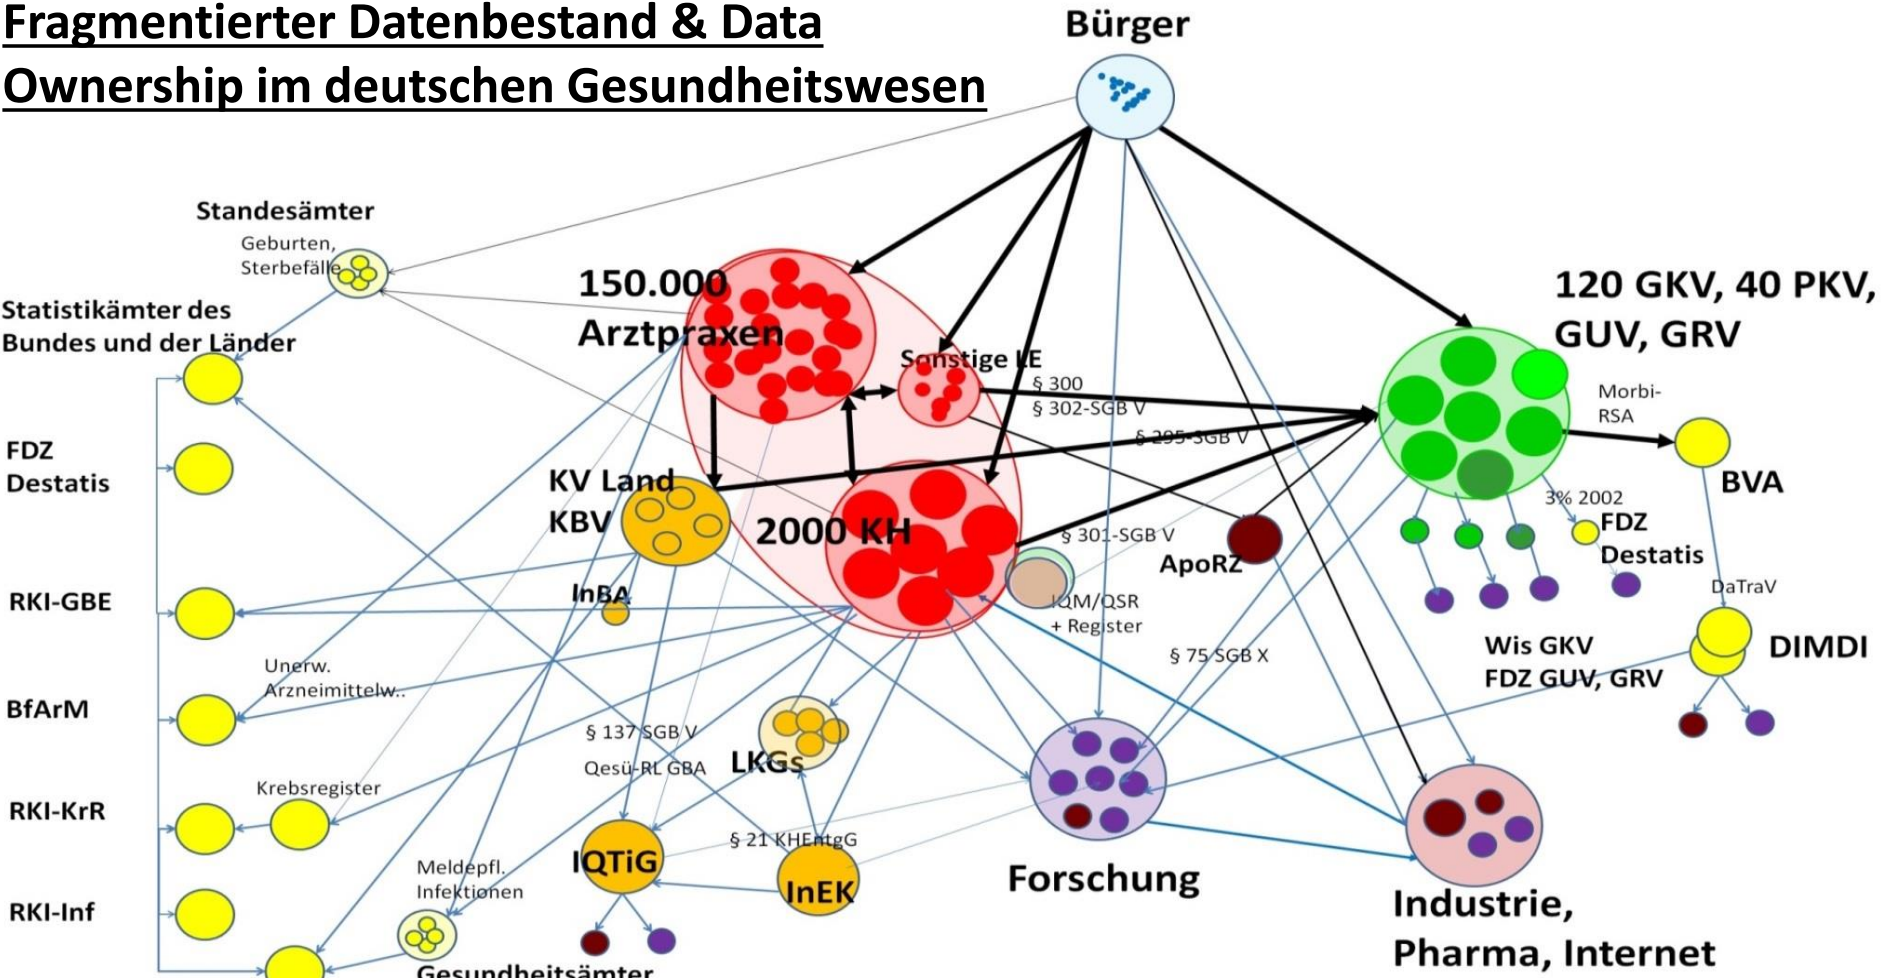 Fragmentierter Datenbestand & Data
Ownership im deutschen Gesundheitswesen
Bürger
Standesämter
Geburten,
Sterbefälle
Statistikämter des
Bundes und der Länder
150.000
Arztpraxen
Sonstige LE
120 GKV, 40 PKV,
GUV, GRV
§ 300
§ 302-SGB V
§ 295-SGB V
Morbi-
RSA
BVA
FDZ
Destatis
KV Land
KBV
2000 KH
§ 301-SGB V
ApoRZ
3% 2002
FDZ
Destatis
InBA
IQM/QSR
+ Register
DaTraV
RKI-GBE
§ 75 SGB X
Wis GKV
FDZ GUV, GRV
DIMDI
Unerw.
Arzneimittelw..
BfArM
§ 137 SGB V
Qesü-RL GBA
LKGs
Krebsregister
RKI-KrR
§ 21 KHEntgG
IQTiG
InEK
Forschung
Meldepfl.
Infektionen
RKI-Inf
Industrie,
Pharma, Internet
Gesundheitsämter